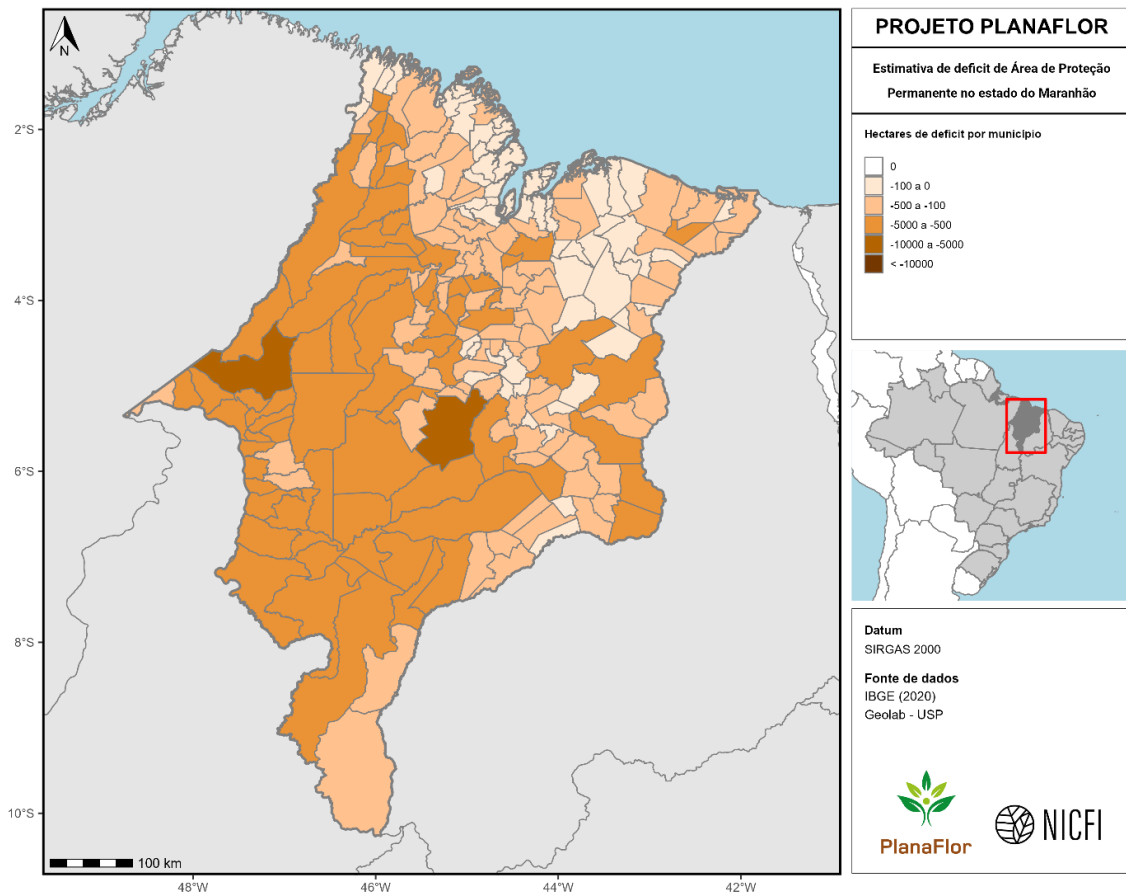 N
2°S
4°S
6°S
8°S
10°S
100 km
48°W
46°W
44°W
42°W
PROJETO PLANAFLOR
Estimativa de deficit de Área de Proteção
Permanente no estado do Maranhão
Hectares de deficit por município
0
-100 a 0
-500 a -100
-5000 a -500
-10000 a -5000
< -10000
Datum
SIRGAS 2000
Fonte de dados
IBGE (2020)
Geolab - USP
PlanaFlor
NICFI